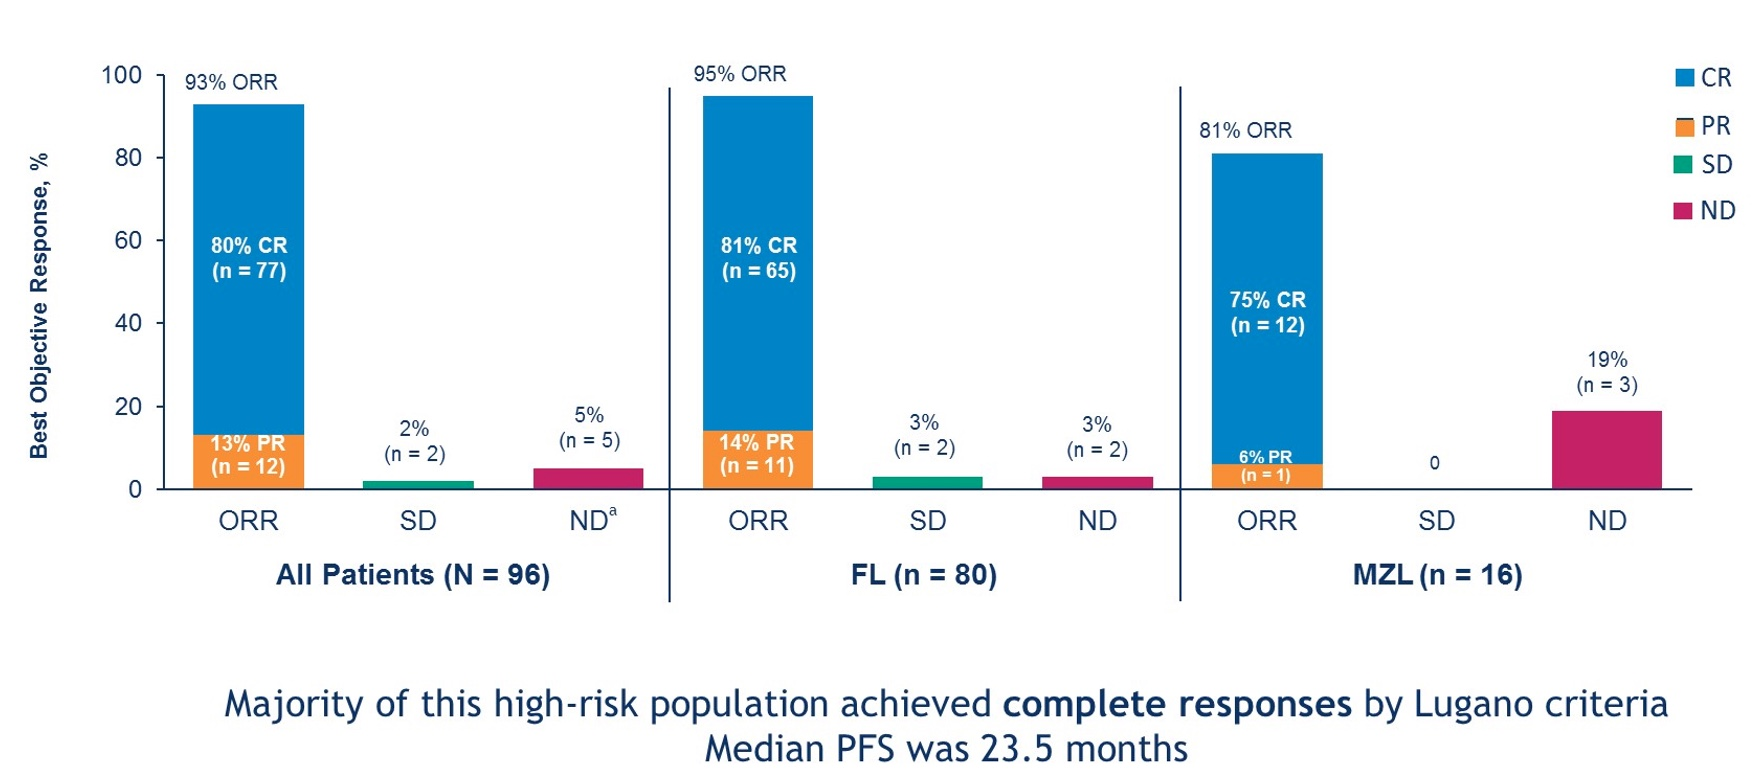 Best Objective Response, %
100
80
60
40
20
0
93% ORR
80% CR
(n = 77)
13% PR
(n = 12)
2%
(n = 2)
5%
(n = 5)
ORR
SD
NDᵃ
All Patients (N = 96)
95% ORR
81% CR
(n = 65)
14% PR
(n = 11)
3%
(n = 2)
3%
(n = 2)
ORR
SD
ND
FL (n = 80)
81% ORR
75% CR
(n = 12)
6% PR
(n = 1)
0
19%
(n = 3)
ORR
SD
ND
MZL (n = 16)
CR
PR
SD
ND
Majority of this high-risk population achieved complete responses by Lugano criteria
Median PFS was 23.5 months